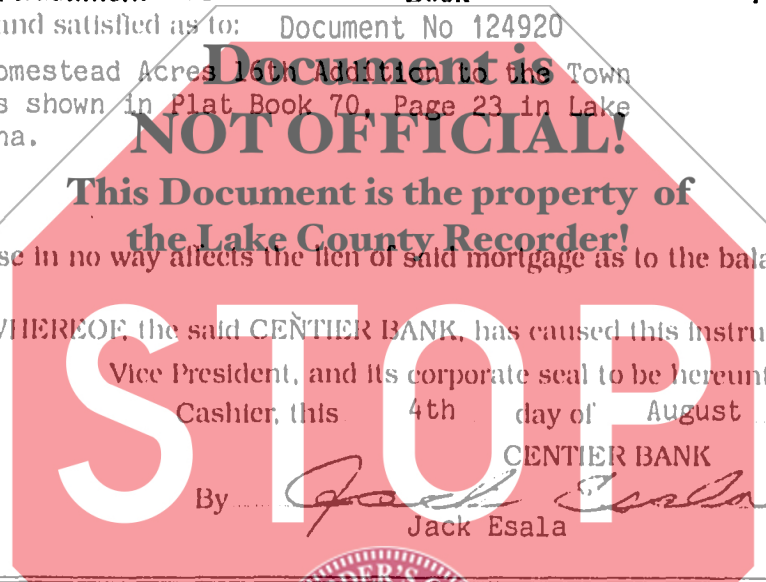 and satisfied as to: Document No 124920
Document is
omestead Acres 16th Addition to the Town
s shown in Plat Book 70, Page 23 in Lake
na.
NOT OFFICIAL!
This Document is the property of
the Lake County Recorder!
se in no way affects the lien of said mortgage as to the bala
WHEREOF, the said CENTIER BANK, has caused this instru
Vice President, and its corporate seal to be hereunt
Cashier, this 4th day of August
STOP
CENTIER BANK
By Jack Esala
Jack Esala
DER'S